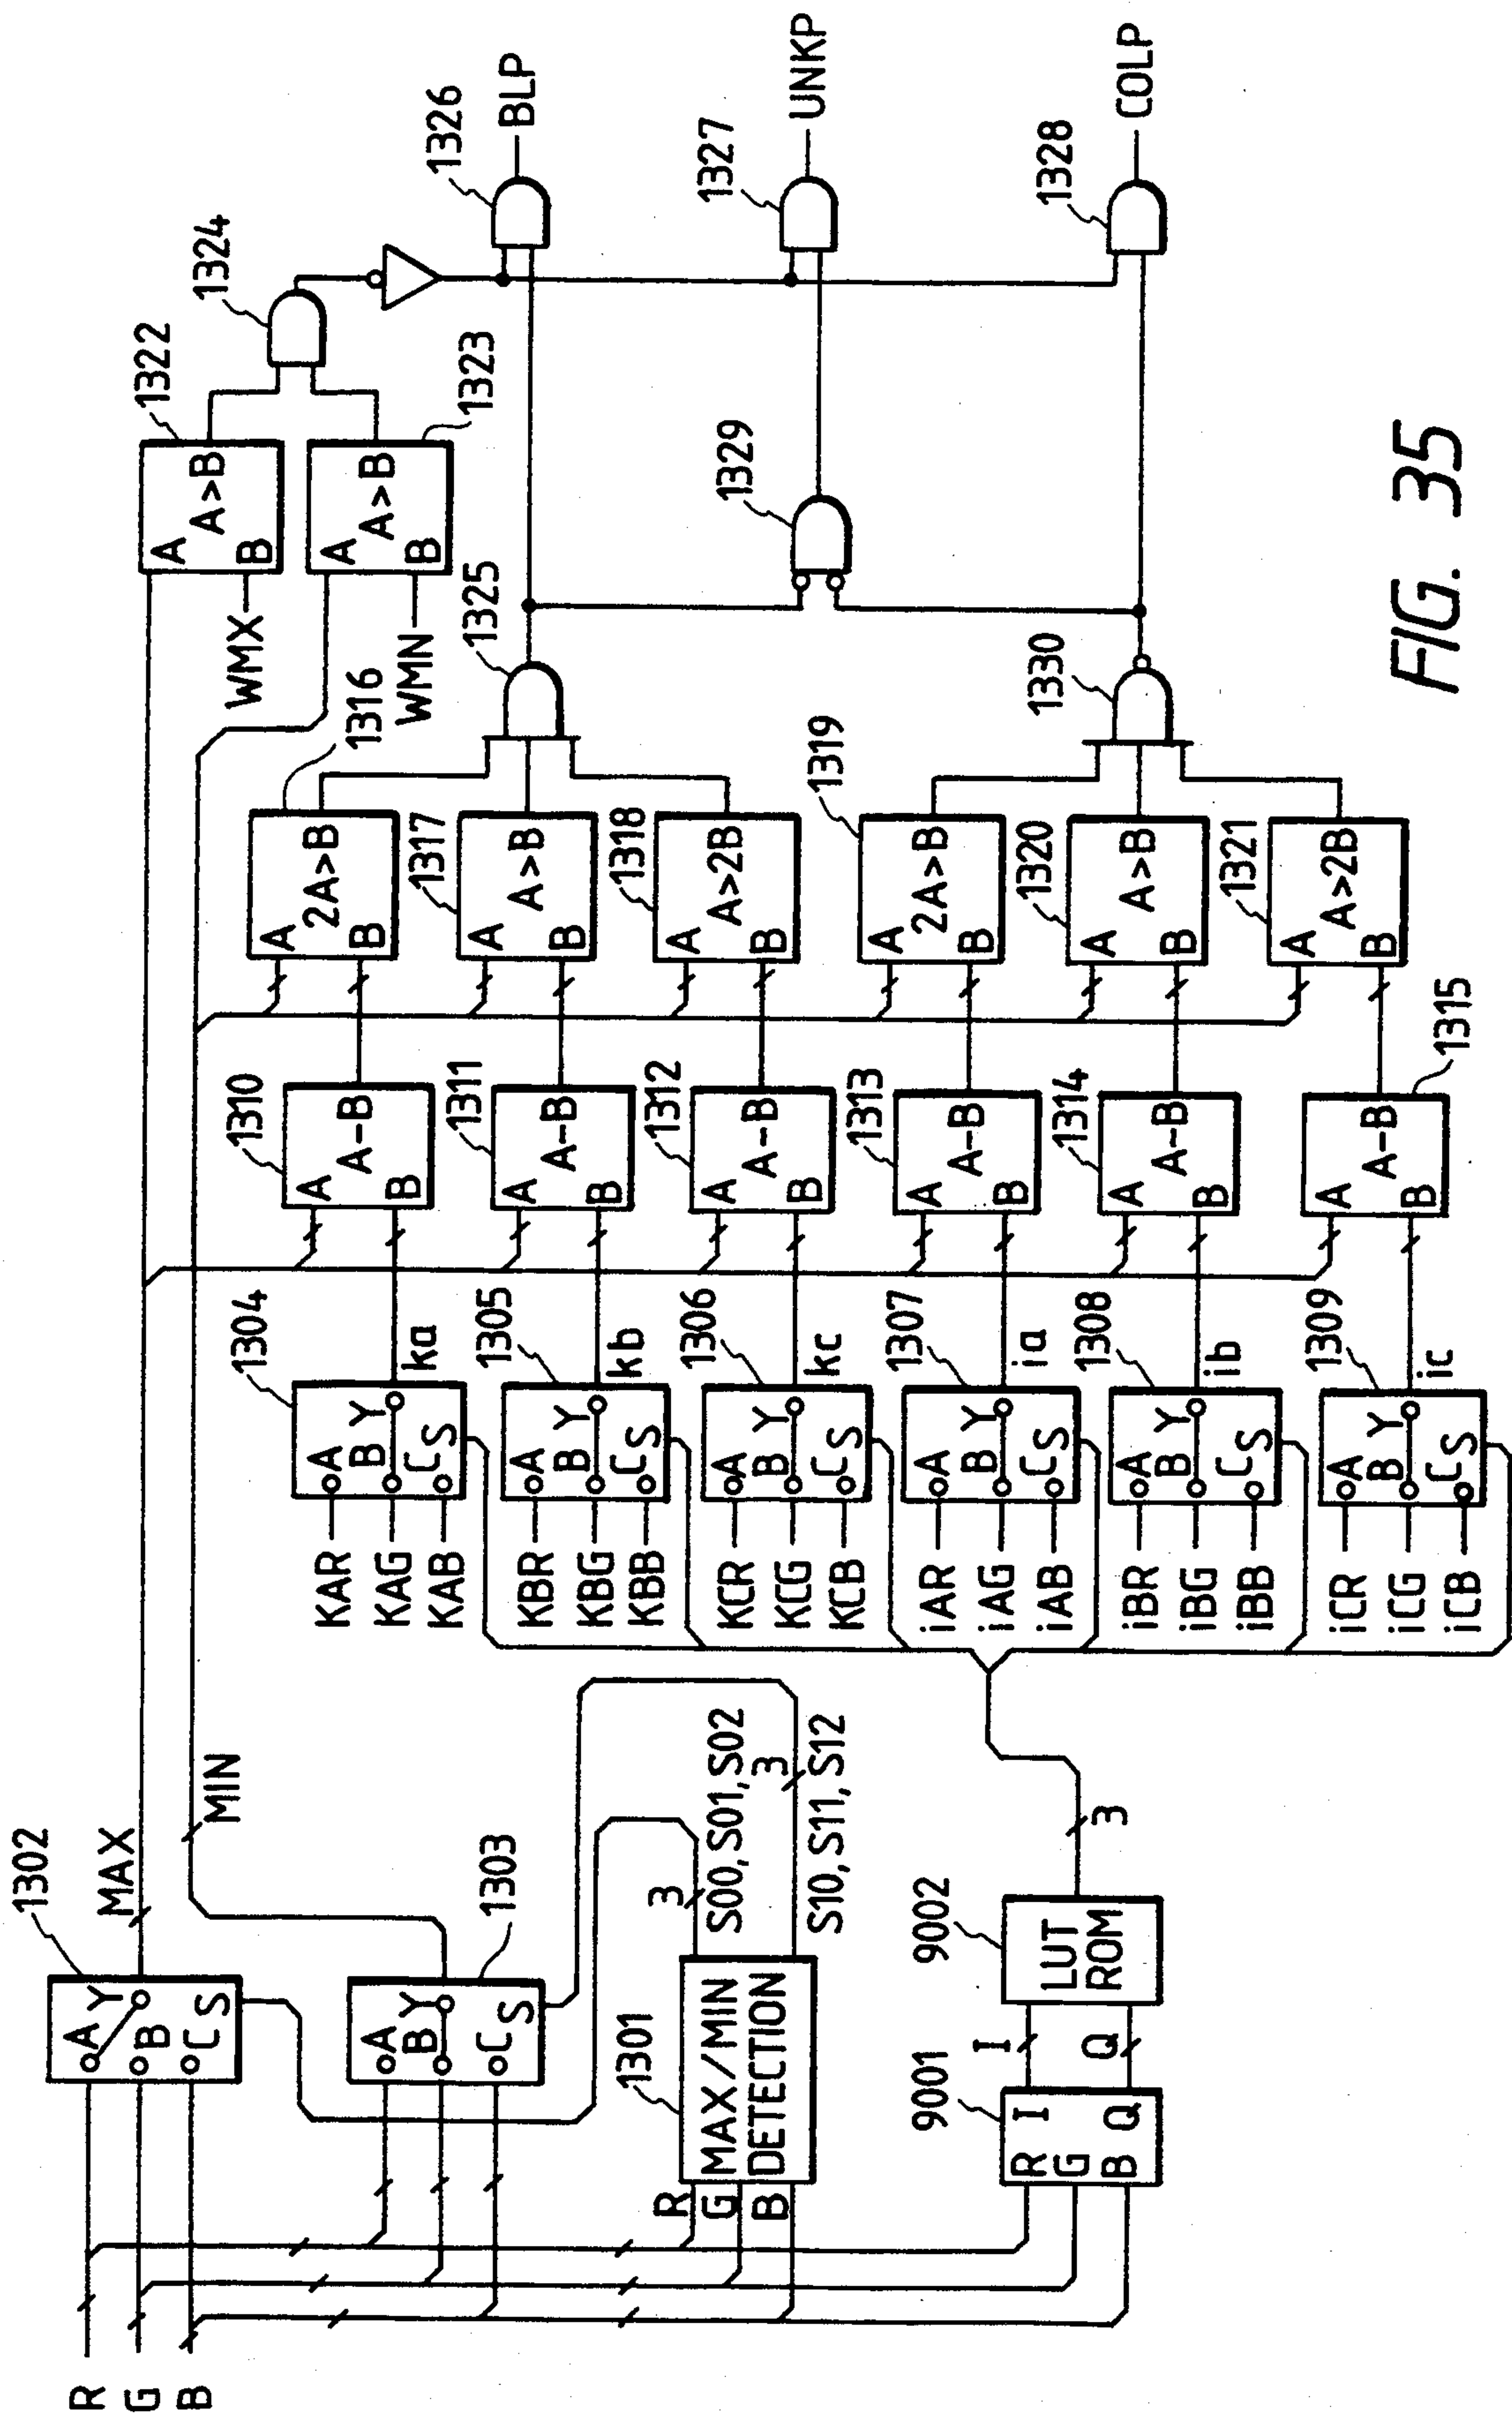 R
G
B
1302
A
B
C
Y
S
MAX
1303
A
B
C
Y
S
MIN
1301
R
G
B
MAX/MIN
DETECTION
3
S00, S01, S02
3
S10, S11, S12
9001
R
G
B
I
Q
I
Q
9002
LUT
ROM
3
KAR
KAG
KAB
1304
A
B
C
Y
S
ka
KBR
KBG
KBB
1305
A
B
C
Y
S
kb
KCR
KCG
KCB
1306
A
B
C
Y
S
kc
iAR
iAG
iAB
1307
A
B
C
Y
S
ia
iBR
iBG
iBB
1308
A
B
C
Y
S
ib
iCR
iCG
iCB
1309
A
B
C
Y
S
ic
1310
A
B
A-B
1311
A
B
A-B
1312
A
B
A-B
1313
A
B
A-B
1314
A
B
A-B
1315
A
B
A-B
1316
A
B
2A>B
1317
A
B
A>B
1318
A
B
A>2B
1319
A
B
2A>B
1320
A
B
A>B
1321
A
B
A>2B
WMX
1322
A
B
A>B
WMN
1323
A
B
A>B
1324
1325
1330
1329
1326
BLP
1327
UNKP
1328
COLP
FIG. 35